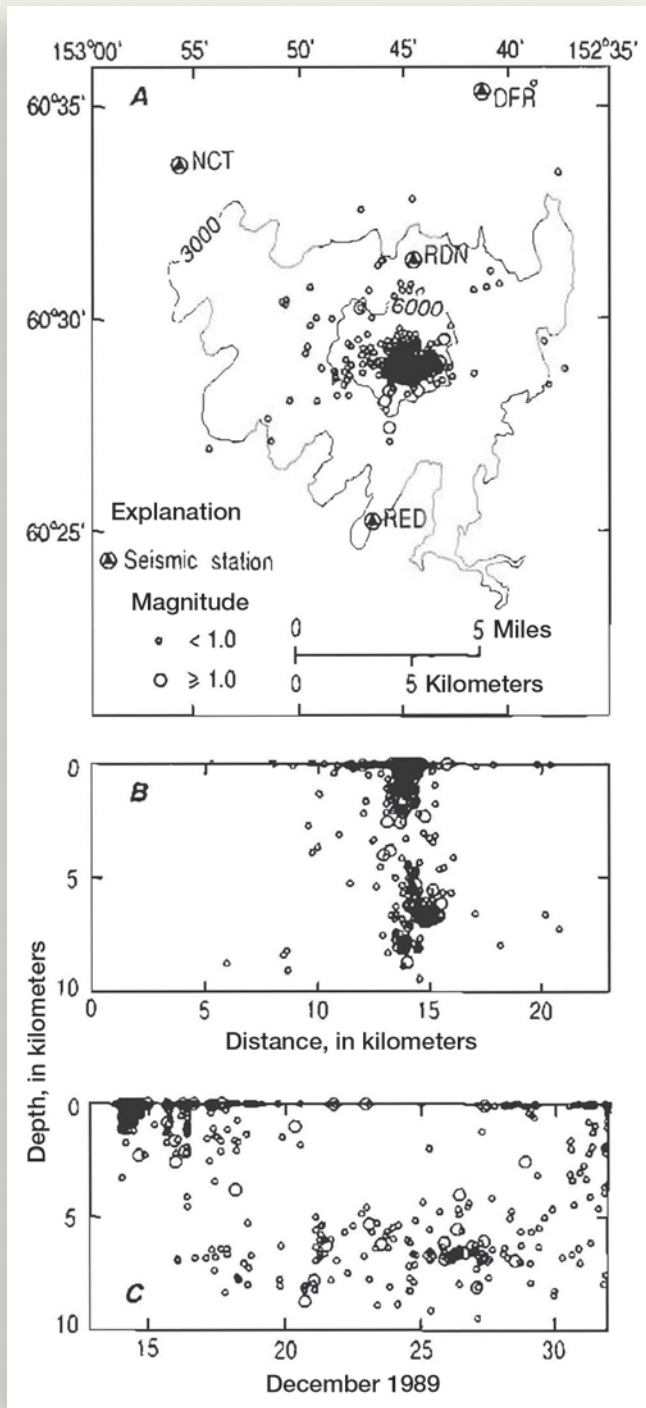 153°00' 55' 50' 45' 40' 152°35'
60°35'
A
DFR
NCT
3000
RDN
60°30'
6000
60°25'
RED
Explanation
Seismic station
Magnitude
< 1.0
≥ 1.0
0 5 Miles
0 5 Kilometers
0
B
5
10
0 5 10 15 20
Distance, in kilometers
Depth, in kilometers
0
5
C
10
15 20 25 30
December 1989